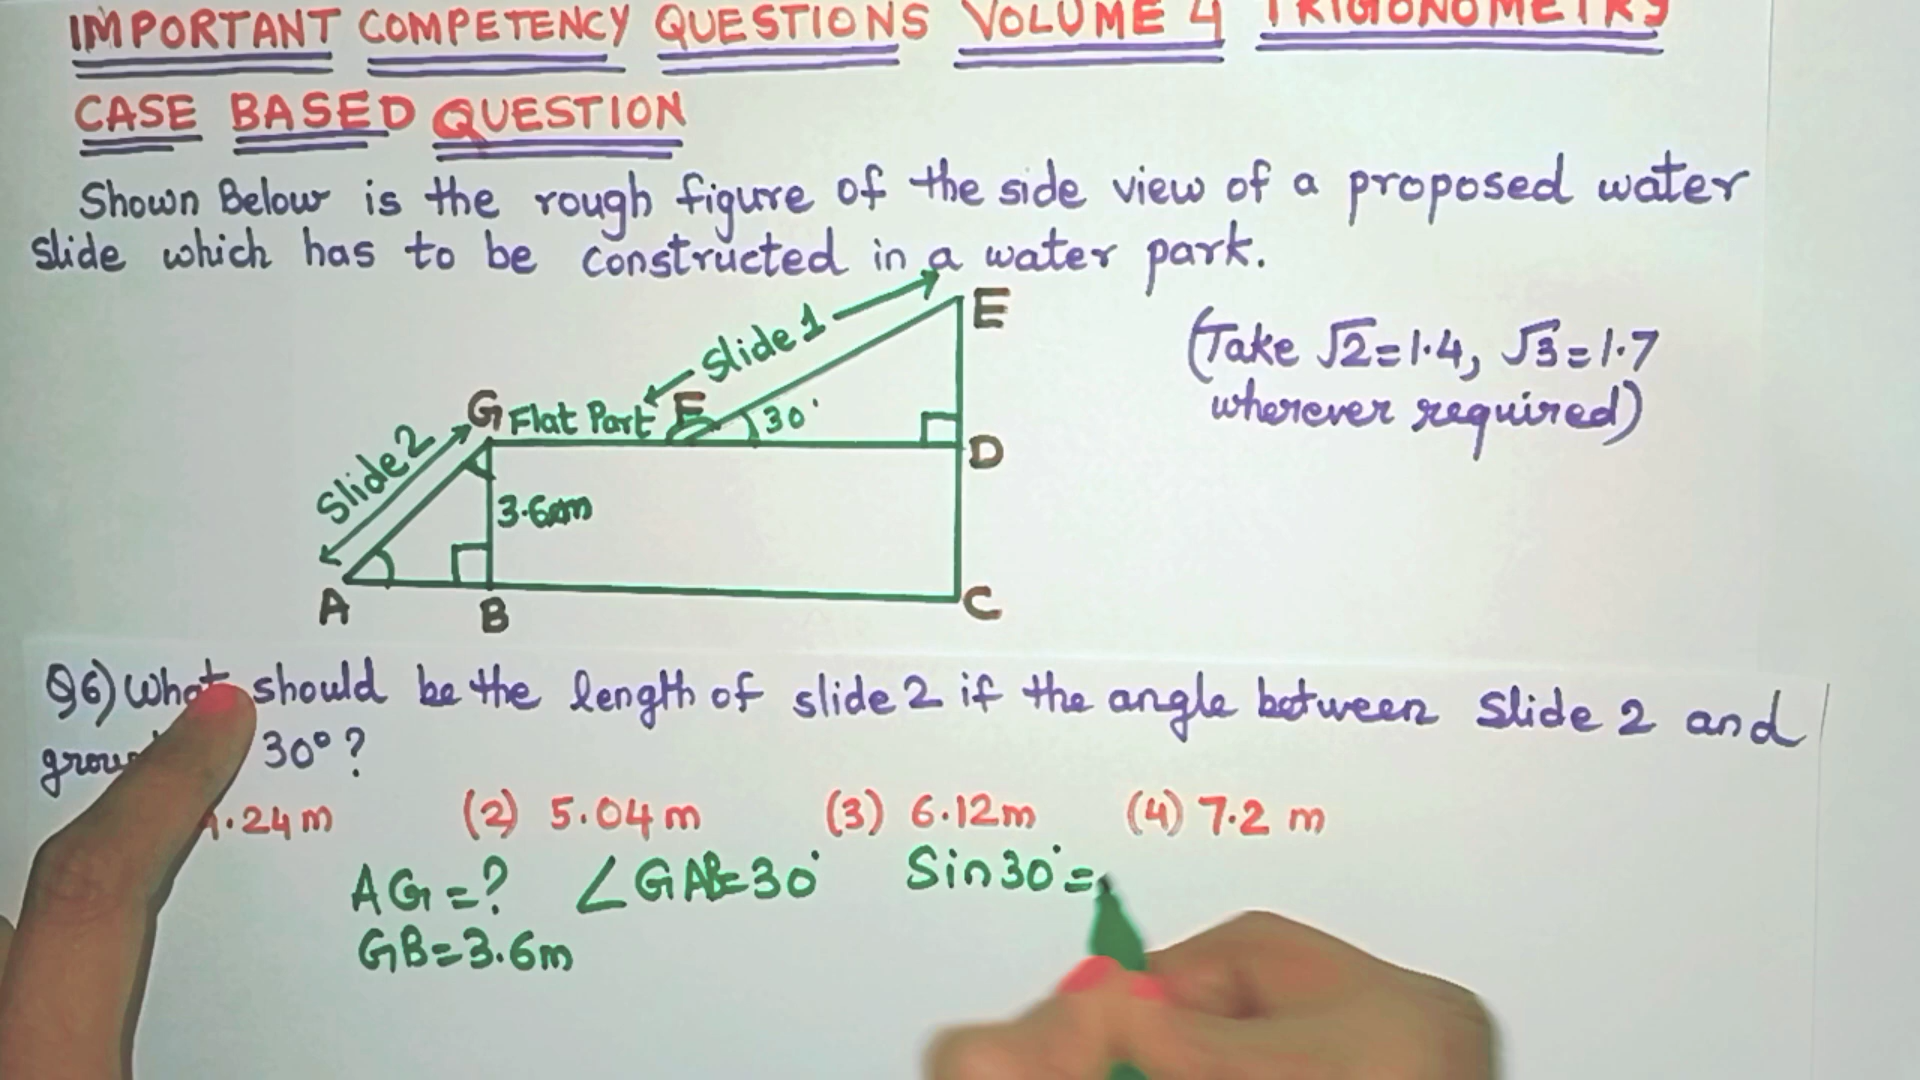 IMPORTANT COMPETENCY QUESTIONS VOLUME 4 TRIGONOMETRY
CASE BASED QUESTION
Shown Below is the rough figure of the side view of a proposed water
slide which has to be constructed in a water park.
E
Slide 1
(Take √2=1.4, √3=1.7
wherever required)
G Flat Part F 30°
Slide 2
D
3.6m
A B C
Q6) What should be the length of slide 2 if the angle between Slide 2 and
30°?
.24m (2) 5.04 m (3) 6.12m (4) 7.2 m
AG=? ∠GAB=30° Sin30°=
GB=3.6m